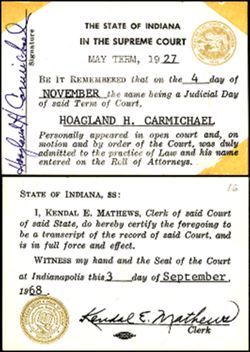 THE STATE OF INDIANA
IN THE SUPREME COURT
MAY TERM, 1927
BE IT REMEMBERED that on the 4 day of
NOVEMBER the same being a Judicial Day
of said Term of Court,
HOAGLAND H. CARMICHAEL
Personally appeared in open court and, on
motion and by order of the Court, was duly
admitted to the practice of Law and his name
entered on the Roll of Attorneys.
Hoagland H Carmichael
Signature
16
STATE OF INDIANA, SS:
I, KENDAL E. MATHEWS, Clerk of said Court
of said State, do hereby certify the foregoing to
be a transcript of the record of said Court, and
is in full force and effect.
WITNESS my hand and the Seal of the Court
at Indianapolis this 3 day of September,
1968.
Kendal E. Mathews
Clerk